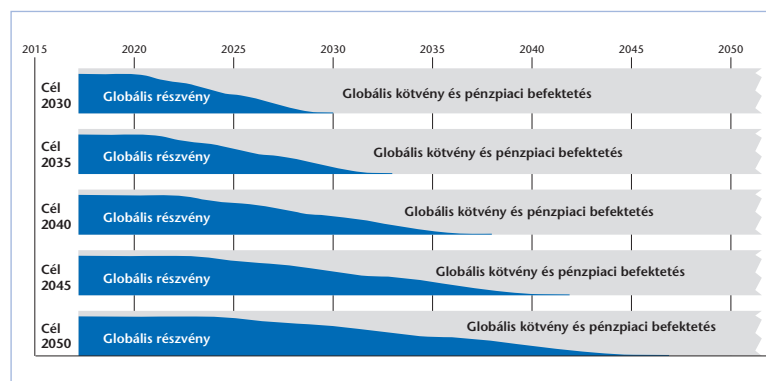 2015 2020 2025 2030 2035 2040 2045 2050
Cél
2030
Globális részvény
Globális kötvény és pénzpiaci befektetés
Cél
2035
Globális részvény
Globális kötvény és pénzpiaci befektetés
Cél
2040
Globális részvény
Globális kötvény és pénzpiaci befektetés
Cél
2045
Globális részvény
Globális kötvény és pénzpiaci befektetés
Cél
2050
Globális részvény
Globális kötvény és pénzpiaci befektetés